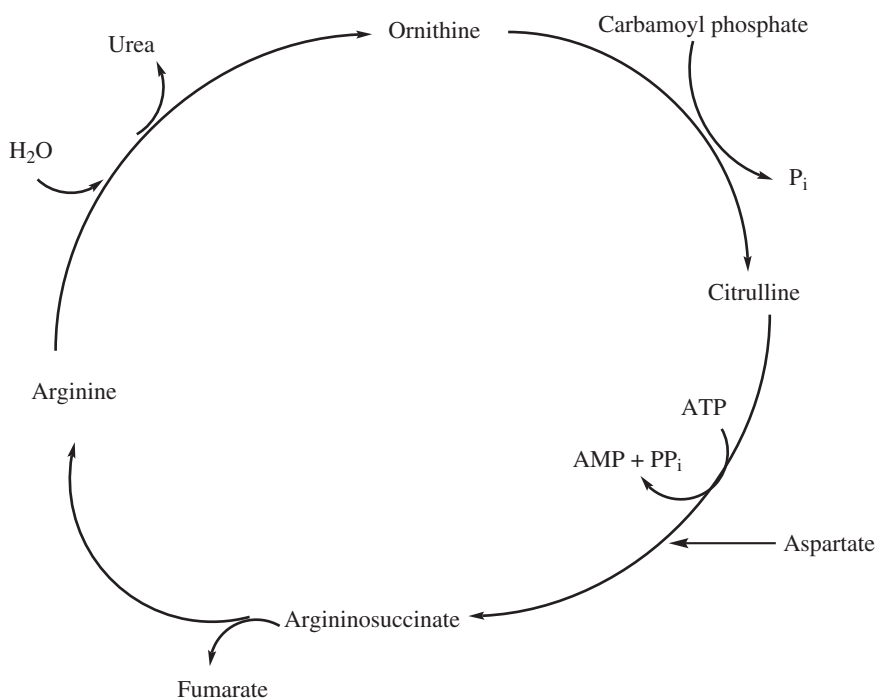 Ornithine
Carbamoyl phosphate
Urea
H₂O
Pᵢ
Citrulline
Arginine
ATP
AMP + PPᵢ
Aspartate
Argininosuccinate
Fumarate